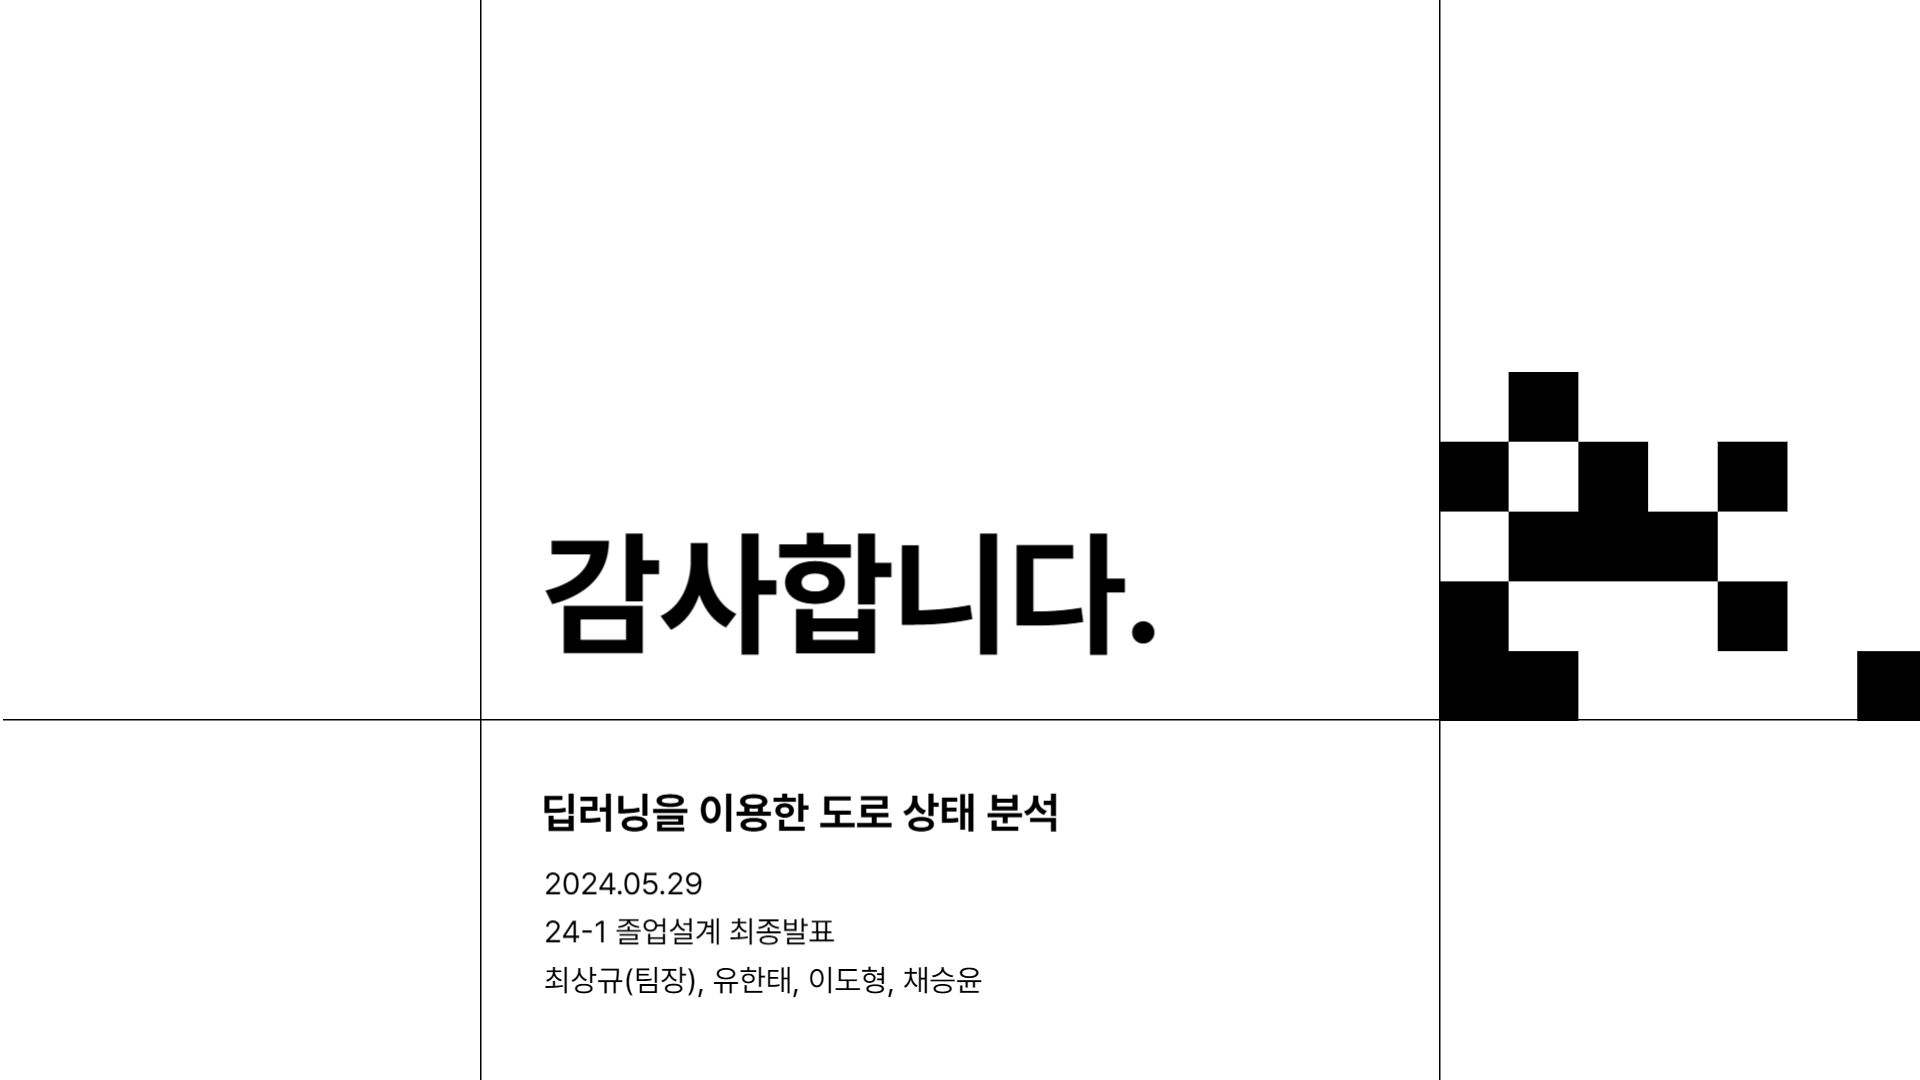 감사합니다.
딥러닝을 이용한 도로 상태 분석
2024.05.29
24-1 졸업설계 최종발표
최상규(팀장), 유한태, 이도형, 채승윤